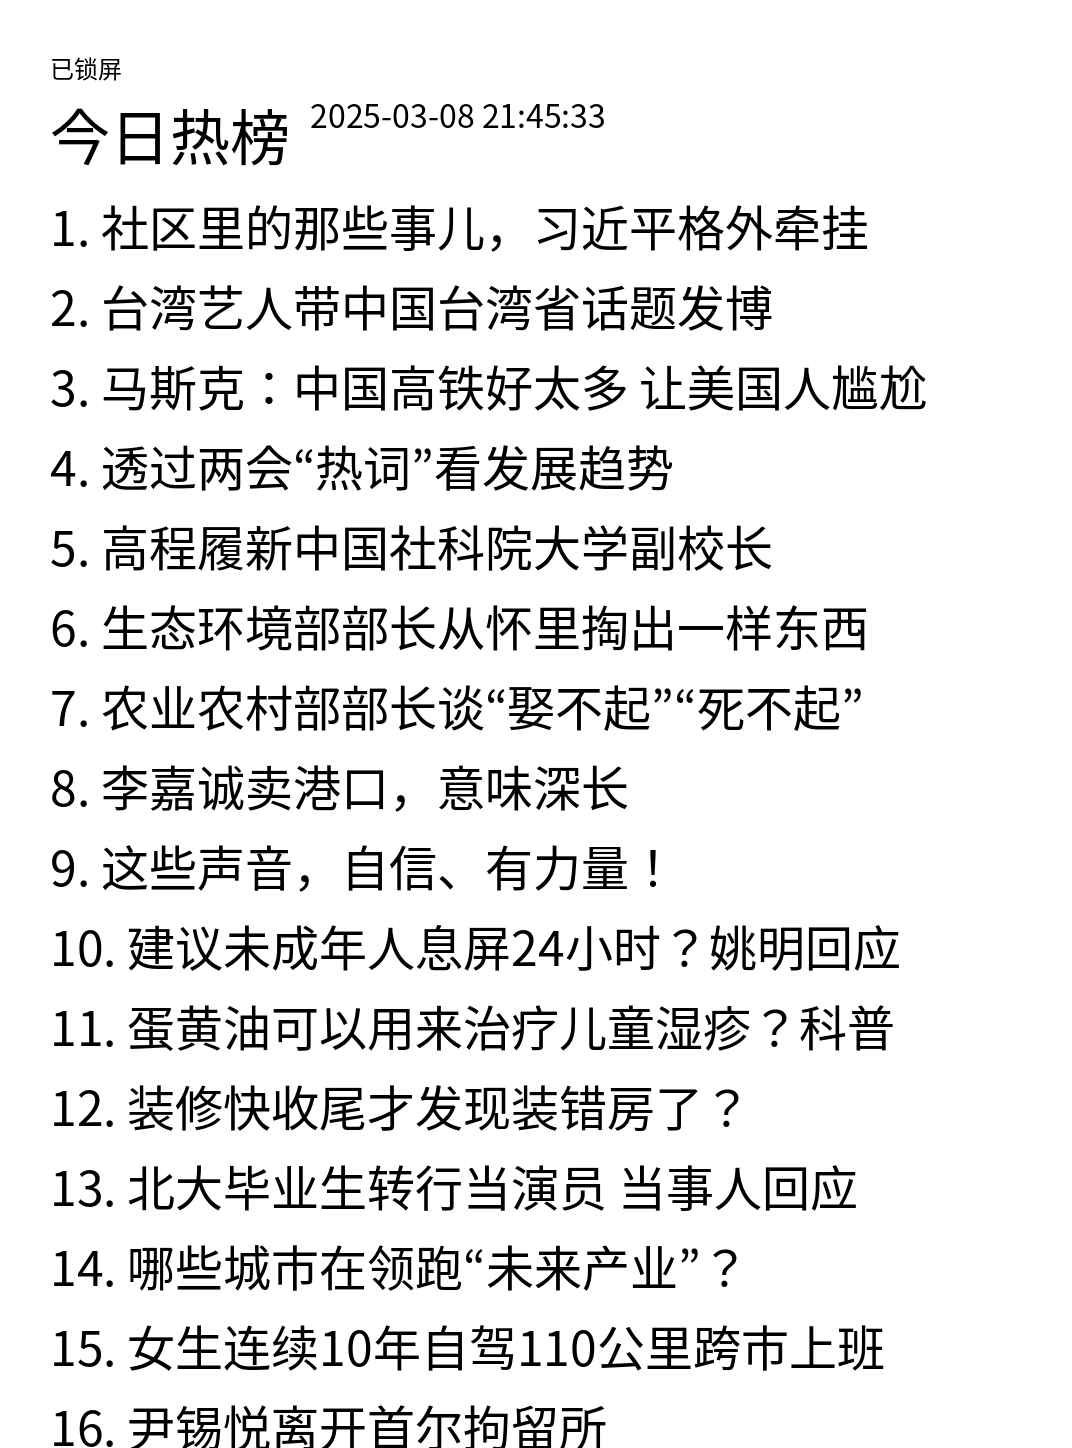 已锁屏
今日热榜 2025-03-08 21:45:33
1. 社区里的那些事儿，习近平格外牵挂
2. 台湾艺人带中国台湾省话题发博
3. 马斯克：中国高铁好太多 让美国人尴尬
4. 透过两会“热词”看发展趋势
5. 高程履新中国社科院大学副校长
6. 生态环境部部长从怀里掏出一样东西
7. 农业农村部部长谈“娶不起”“死不起”
8. 李嘉诚卖港口，意味深长
9. 这些声音，自信、有力量！
10. 建议未成年人息屏24小时？姚明回应
11. 蛋黄油可以用来治疗儿童湿疹？科普
12. 装修快收尾才发现装错房了？
13. 北大毕业生转行当演员 当事人回应
14. 哪些城市在领跑“未来产业”？
15. 女生连续10年自驾110公里跨市上班
16. 尹锡悦离开首尔拘留所